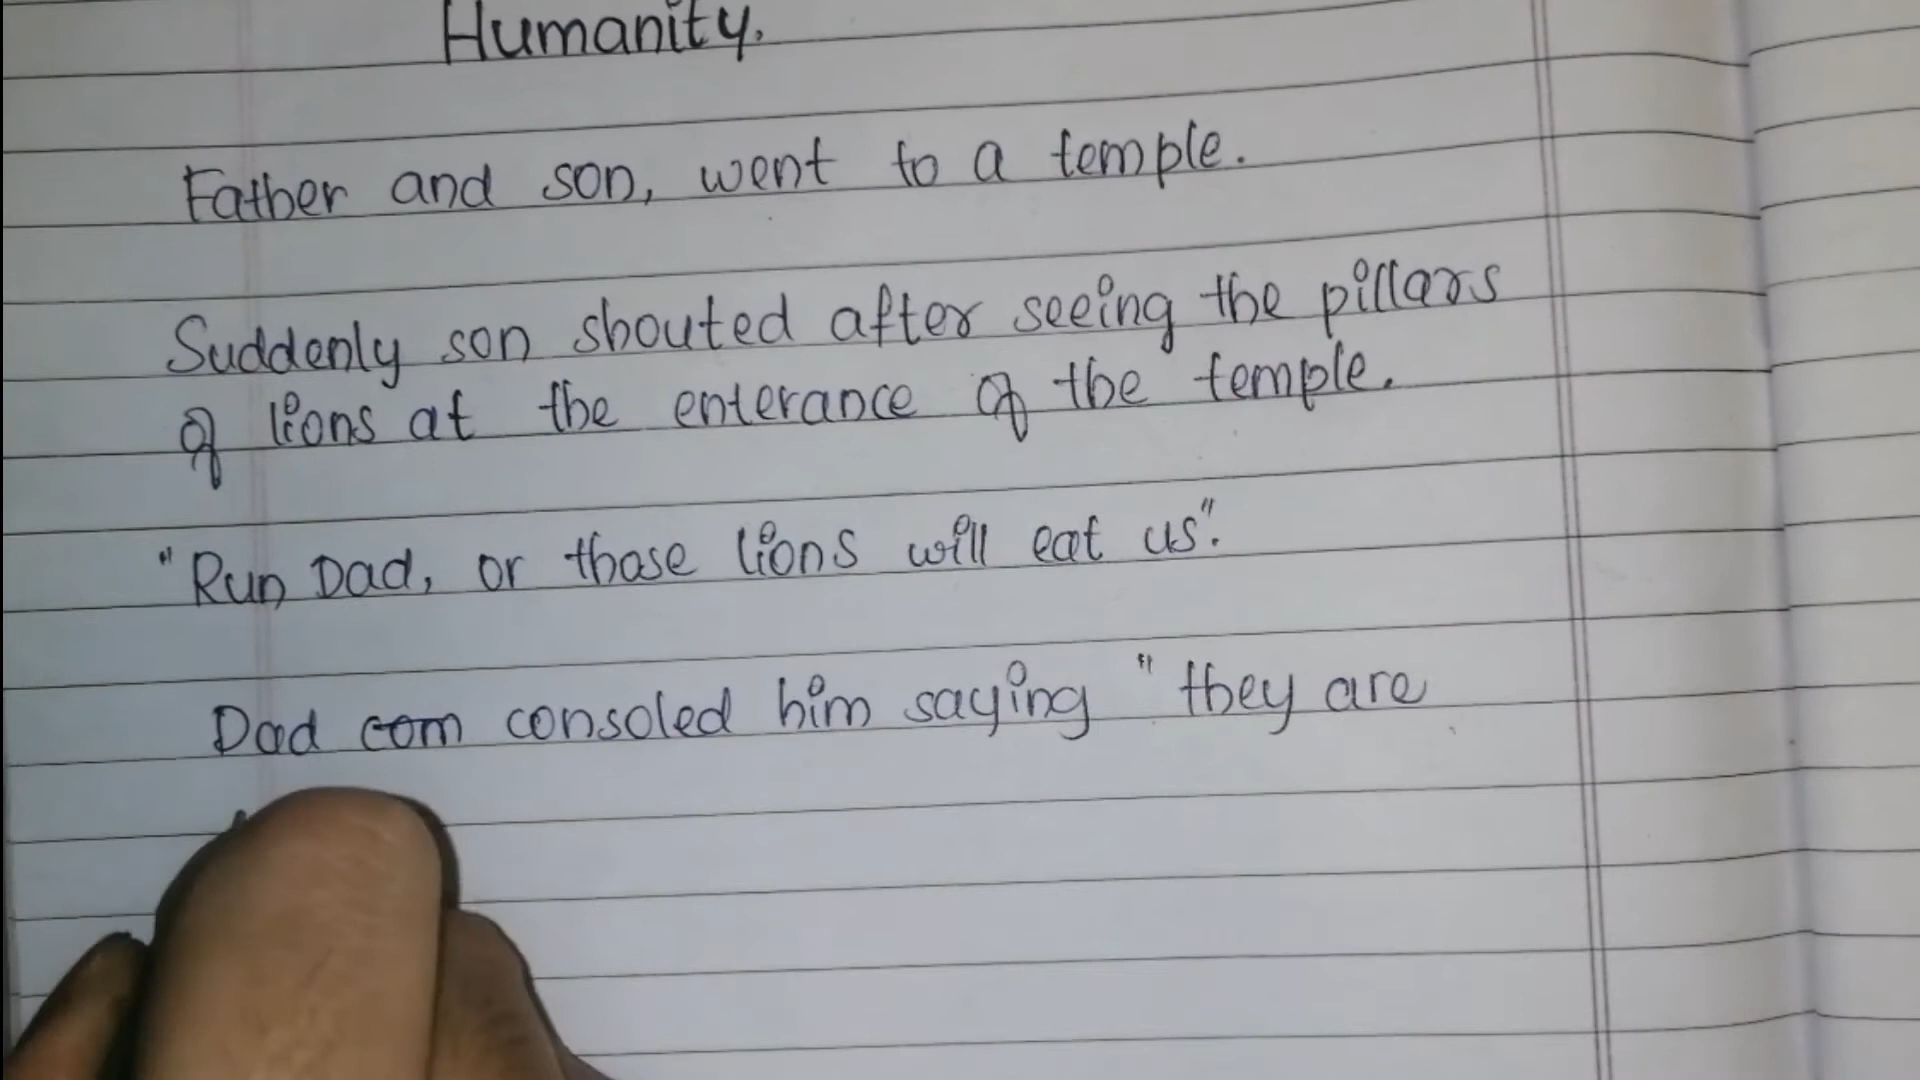 Humanity.
Father and son, went to a temple.
Suddenly son shouted after seeing the pillars
of lions at the enterance of the temple.
"Run Dad, or those lions will eat us".
Dad com consoled him saying "they are